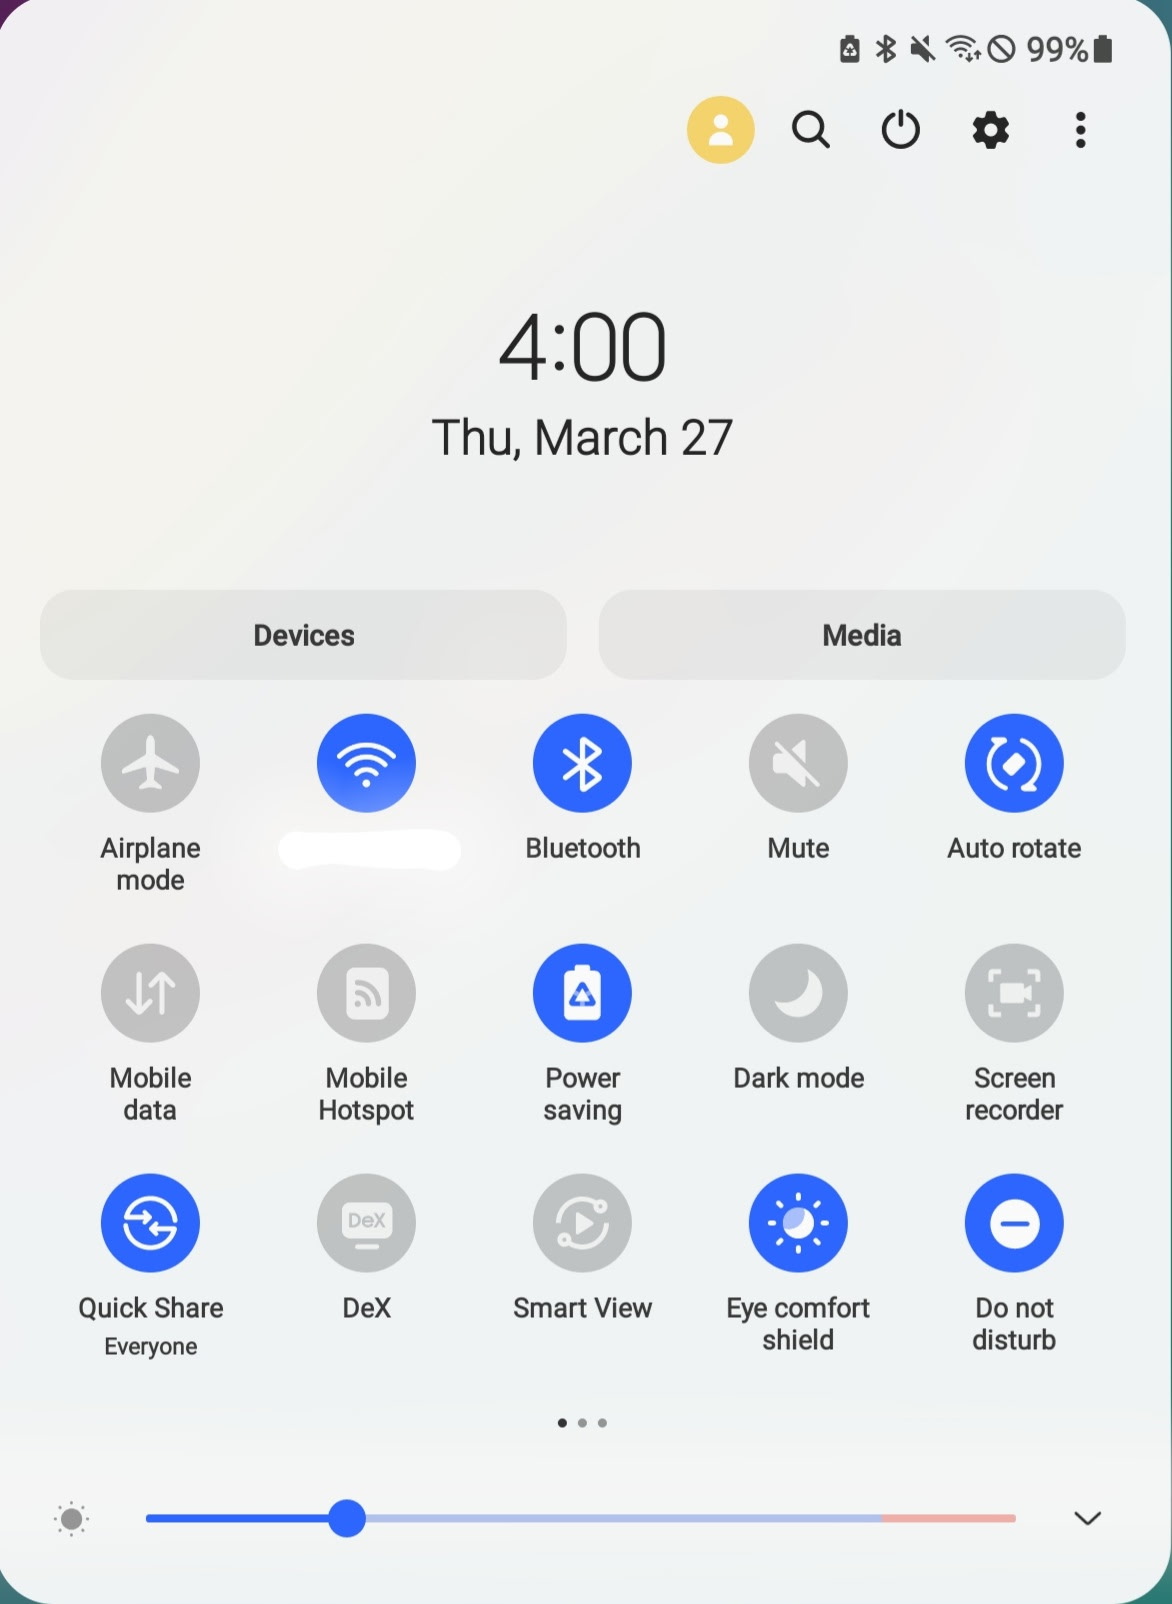 99%
4:00
Thu, March 27
Devices
Media
Airplane
mode
Bluetooth
Mute
Auto rotate
Mobile
data
Mobile
Hotspot
Power
saving
Dark mode
Screen
recorder
Quick Share
Everyone
DeX
DeX
Smart View
Eye comfort
shield
Do not
disturb